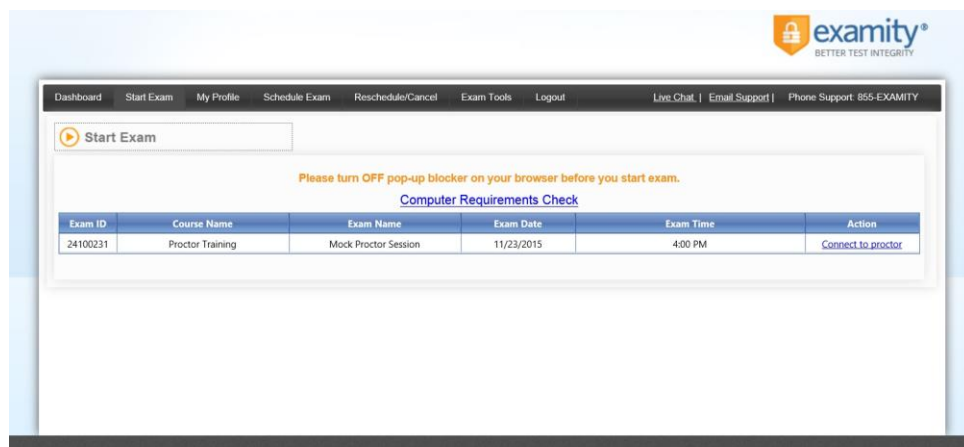 examity®
BETTER TEST INTEGRITY
Dashboard Start Exam My Profile Schedule Exam Reschedule/Cancel Exam Tools Logout Live Chat | Email Support | Phone Support: 855-EXAMITY
Start Exam
Please turn OFF pop-up blocker on your browser before you start exam.
Computer Requirements Check
Exam ID Course Name Exam Name Exam Date Exam Time Action
24100231 Proctor Training Mock Proctor Session 11/23/2015 4:00 PM Connect to proctor